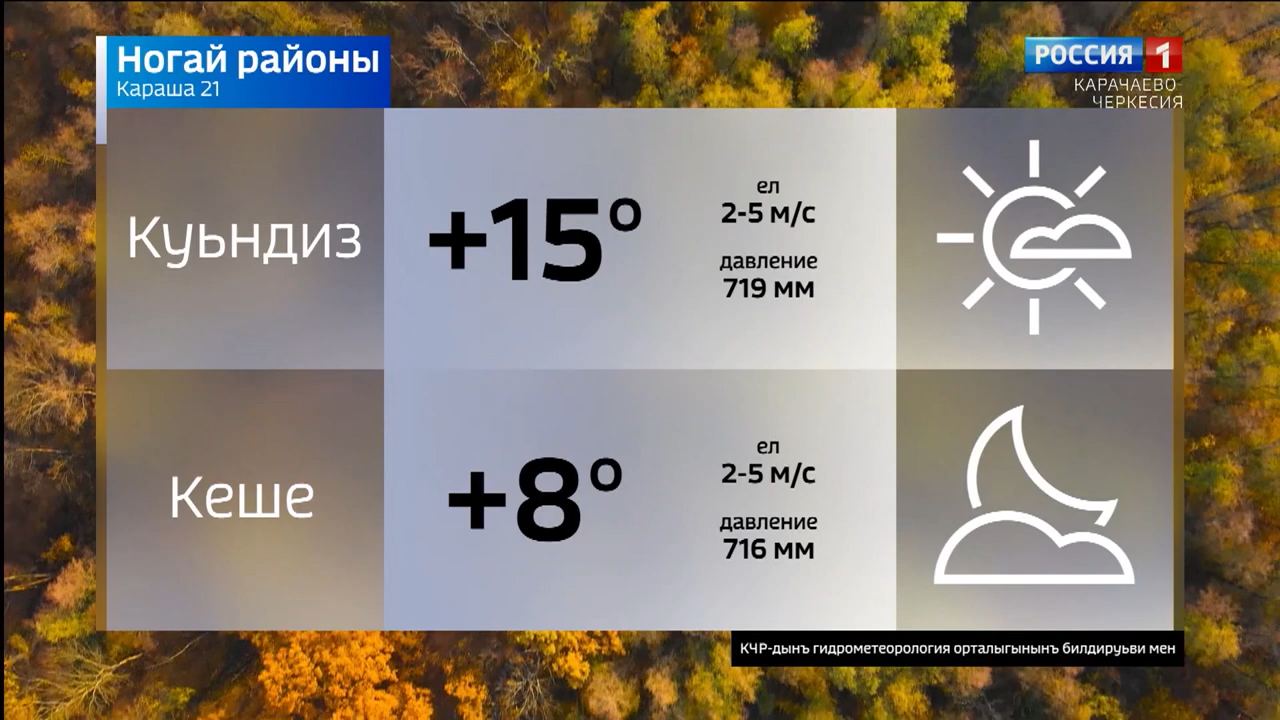 Ногай районы
Караша 21
РОССИЯ 1
КАРАЧАЕВО-
ЧЕРКЕСИЯ
Куьндиз
+15°
ел
2-5 м/с
давление
719 мм
Кеше
+8°
ел
2-5 м/с
давление
716 мм
КЧР-дынъ гидрометеорология орталыгынынъ билдируьви мен